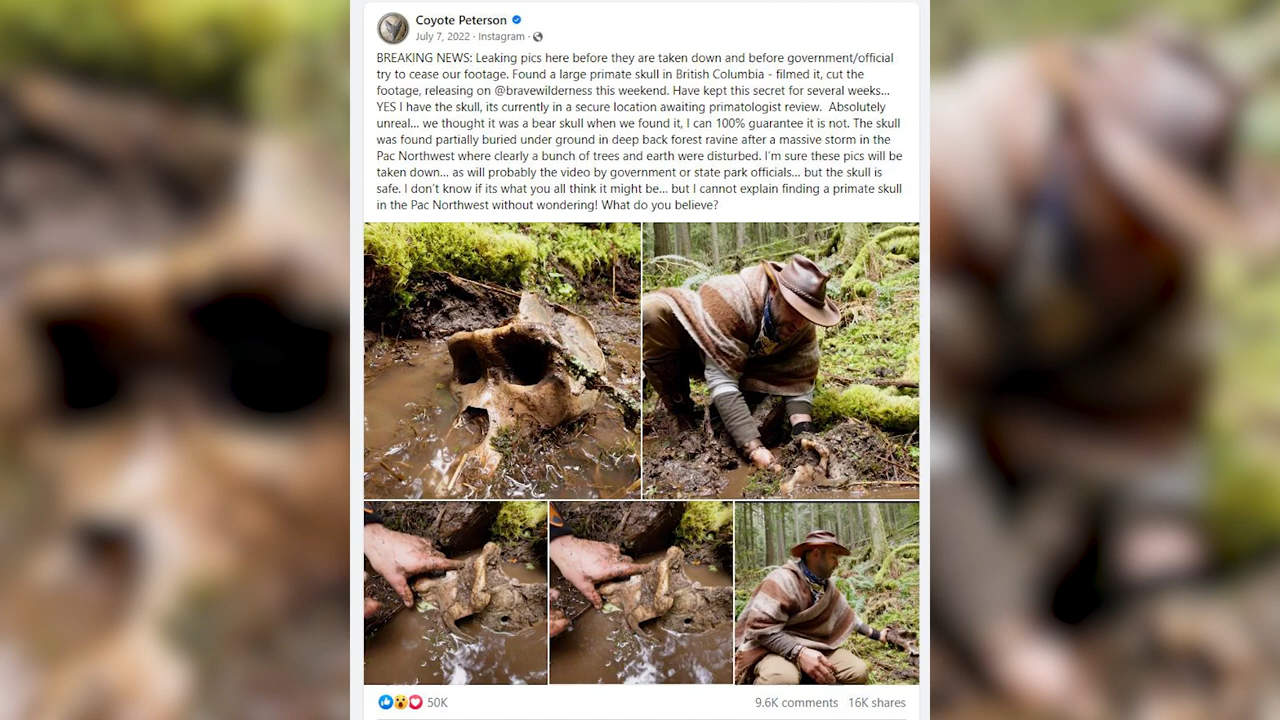 Coyote Peterson
July 7, 2022 · Instagram ·
BREAKING NEWS: Leaking pics here before they are taken down and before government/official
try to cease our footage. Found a large primate skull in British Columbia - filmed it, cut the
footage, releasing on @bravewilderness this weekend. Have kept this secret for several weeks...
YES I have the skull, its currently in a secure location awaiting primatologist review.  Absolutely
unreal... we thought it was a bear skull when we found it, I can 100% guarantee it is not. The skull
was found partially buried under ground in deep back forest ravine after a massive storm in the
Pac Northwest where clearly a bunch of trees and earth were disturbed. I'm sure these pics will be
taken down... as will probably the video by government or state park officials... but the skull is
safe. I don't know if its what you all think it might be... but I cannot explain finding a primate skull
in the Pac Northwest without wondering! What do you believe?
50K
9.6K comments 16K shares